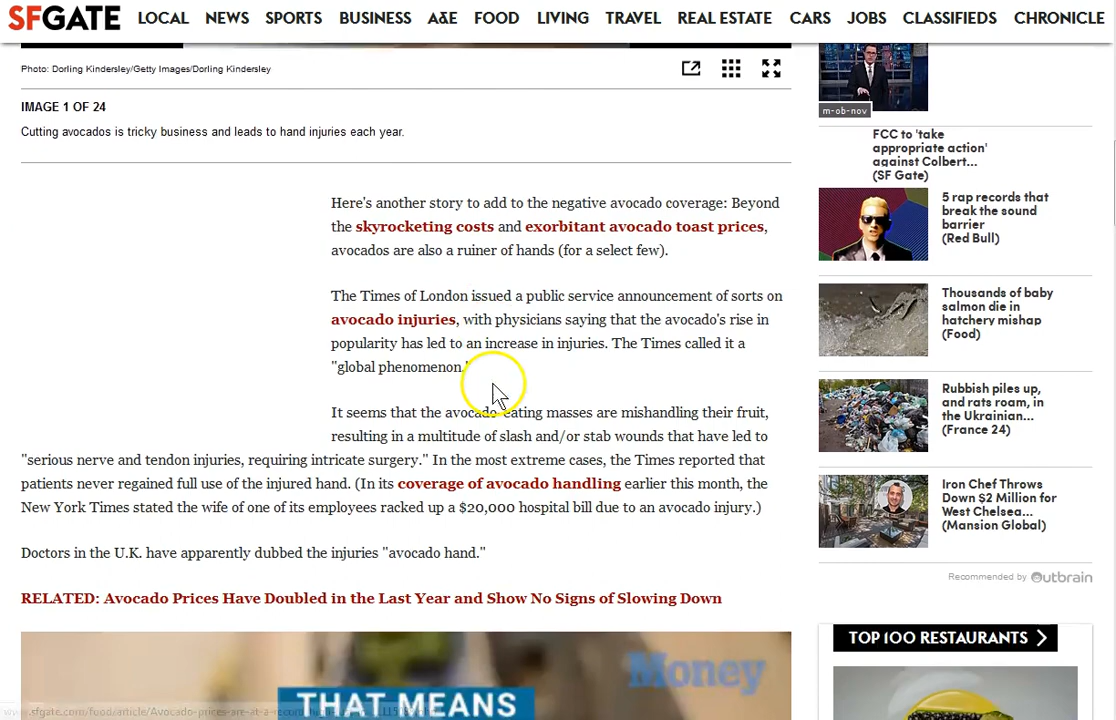 SFGATE LOCAL NEWS SPORTS BUSINESS A&E FOOD LIVING TRAVEL REAL ESTATE CARS JOBS CLASSIFIEDS CHRONICLE
Photo: Dorling Kindersley/Getty Images/Dorling Kindersley
IMAGE 1 OF 24
Cutting avocados is tricky business and leads to hand injuries each year.
Here's another story to add to the negative avocado coverage: Beyond
the skyrocketing costs and exorbitant avocado toast prices,
avocados are also a ruiner of hands (for a select few).
The Times of London issued a public service announcement of sorts on
avocado injuries, with physicians saying that the avocado's rise in
popularity has led to an increase in injuries. The Times called it a
"global phenomenon."
It seems that the avocado-eating masses are mishandling their fruit,
resulting in a multitude of slash and/or stab wounds that have led to
"serious nerve and tendon injuries, requiring intricate surgery." In the most extreme cases, the Times reported that
patients never regained full use of the injured hand. (In its coverage of avocado handling earlier this month, the
New York Times stated the wife of one of its employees racked up a $20,000 hospital bill due to an avocado injury.)
Doctors in the U.K. have apparently dubbed the injuries "avocado hand."
RELATED: Avocado Prices Have Doubled in the Last Year and Show No Signs of Slowing Down
Money
THAT MEANS
m-ob-nov
FCC to 'take
appropriate action'
against Colbert...
(SF Gate)
5 rap records that
break the sound
barrier
(Red Bull)
Thousands of baby
salmon die in
hatchery mishap
(Food)
Rubbish piles up,
and rats roam, in
the Ukrainian...
(France 24)
Iron Chef Throws
Down $2 Million for
West Chelsea...
(Mansion Global)
Recommended by Outbrain
TOP 100 RESTAURANTS